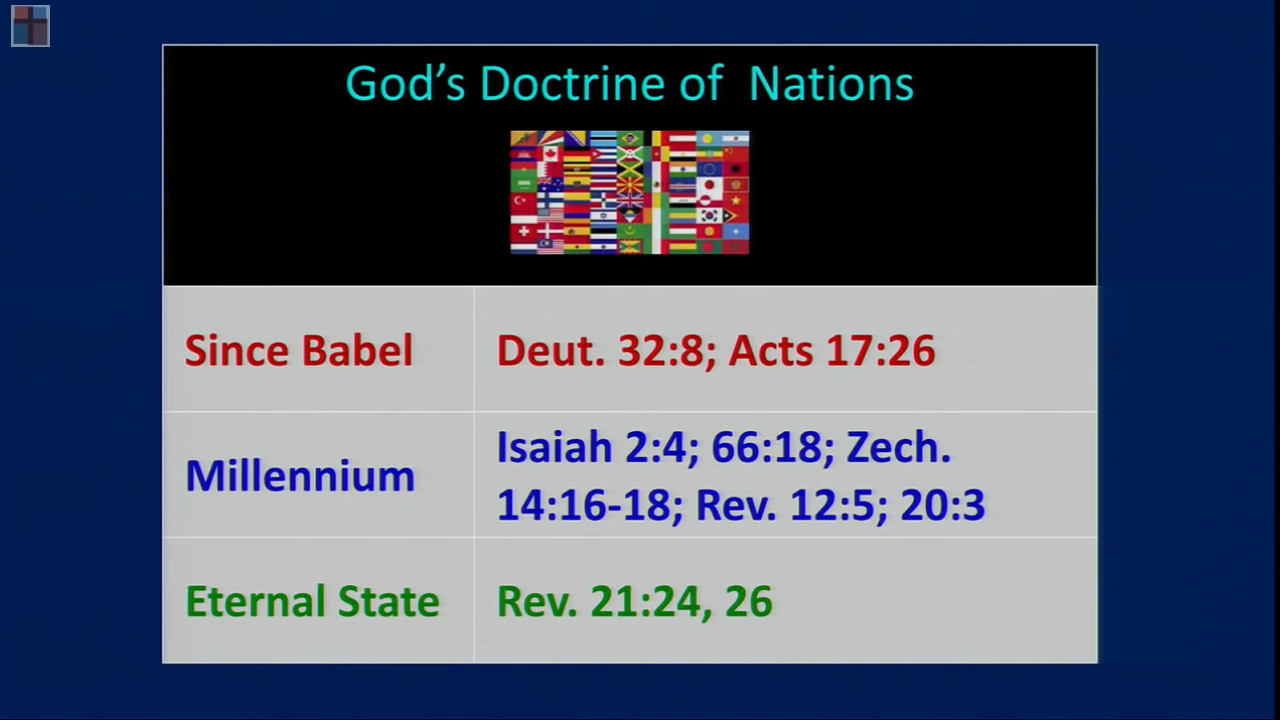 God's Doctrine of Nations
Since Babel
Deut. 32:8; Acts 17:26
Millennium
Isaiah 2:4; 66:18; Zech.
14:16-18; Rev. 12:5; 20:3
Eternal State
Rev. 21:24, 26